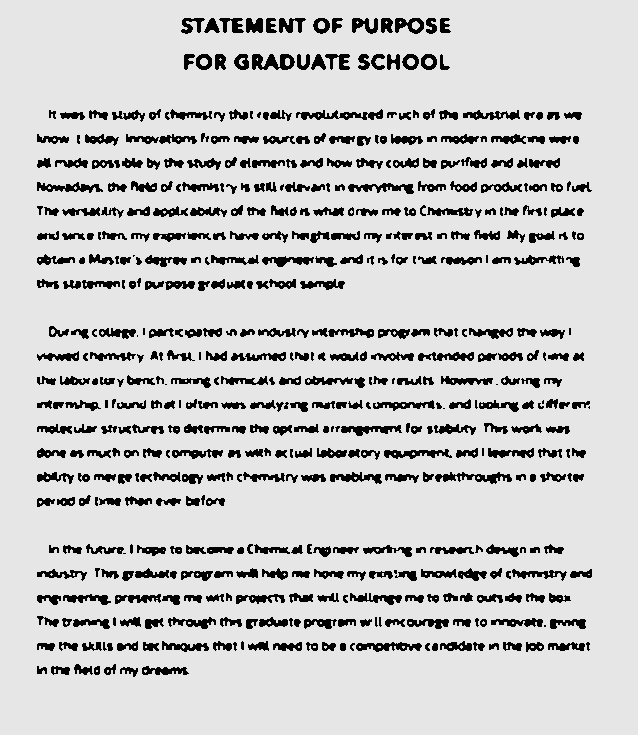 STATEMENT OF PURPOSE
FOR GRADUATE SCHOOL
It was the study of chemistry that really revolutionized much of the industrial era as we
know it today. Innovations from new sources of energy to leaps in modern medicine were
all made possible by the study of elements and how they could be purified and altered.
Nowadays, the field of chemistry is still relevant in everything from food production to fuel.
The versatility and applicability of the field is what drew me to Chemistry in the first place
and since then, my experiences have only heightened my interest in the field. My goal is to
obtain a Master's degree in chemical engineering, and it is for that reason I am submitting
this statement of purpose graduate school sample.
During college, I participated in an industry internship program that changed the way I
viewed chemistry. At first, I had assumed that it would involve extended periods of time at
the laboratory bench, mixing chemicals and observing the results. However, during my
internship, I found that I often was analyzing material components, and looking at different
molecular structures to determine the optimal arrangement for stability. This work was
done as much on the computer as with actual laboratory equipment, and I learned that the
ability to merge technology with chemistry was enabling many breakthroughs in a shorter
period of time than ever before.
In the future, I hope to become a Chemical Engineer working in research design in the
industry. This graduate program will help me hone my existing knowledge of chemistry and
engineering, presenting me with projects that will challenge me to think outside the box.
The training I will get through this graduate program will encourage me to innovate, giving
me the skills and techniques that I will need to be a competitive candidate in the job market
in the field of my dreams.